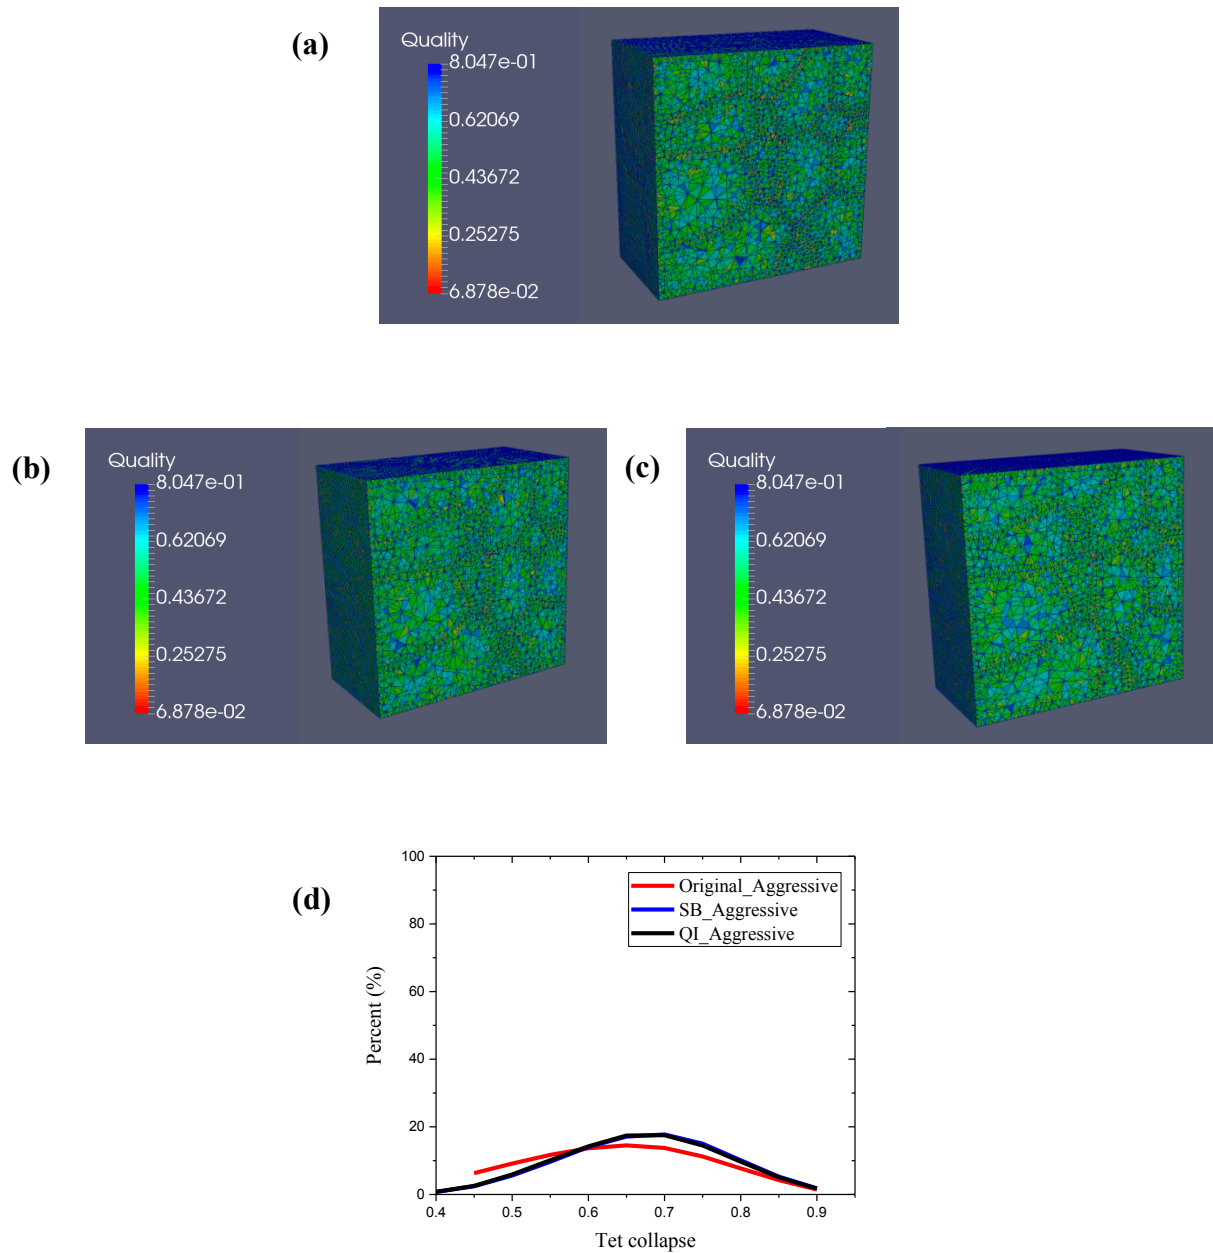 (a)
Quality
8.047e-01
0.62069
0.43672
0.25275
6.878e-02
(b)
Quality
8.047e-01
0.62069
0.43672
0.25275
6.878e-02
(c)
Quality
8.047e-01
0.62069
0.43672
0.25275
6.878e-02
(d)
Percent (%)
100
80
60
40
20
0
Original_Aggressive
SB_Aggressive
QI_Aggressive
0.4 0.5 0.6 0.7 0.8 0.9
Tet collapse